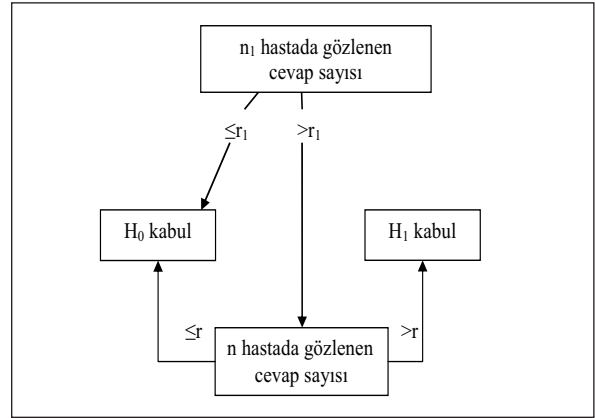 n₁ hastada gözlenen
cevap sayısı
≤r₁
>r₁
H₀ kabul
H₁ kabul
≤r
>r
n hastada gözlenen
cevap sayısı